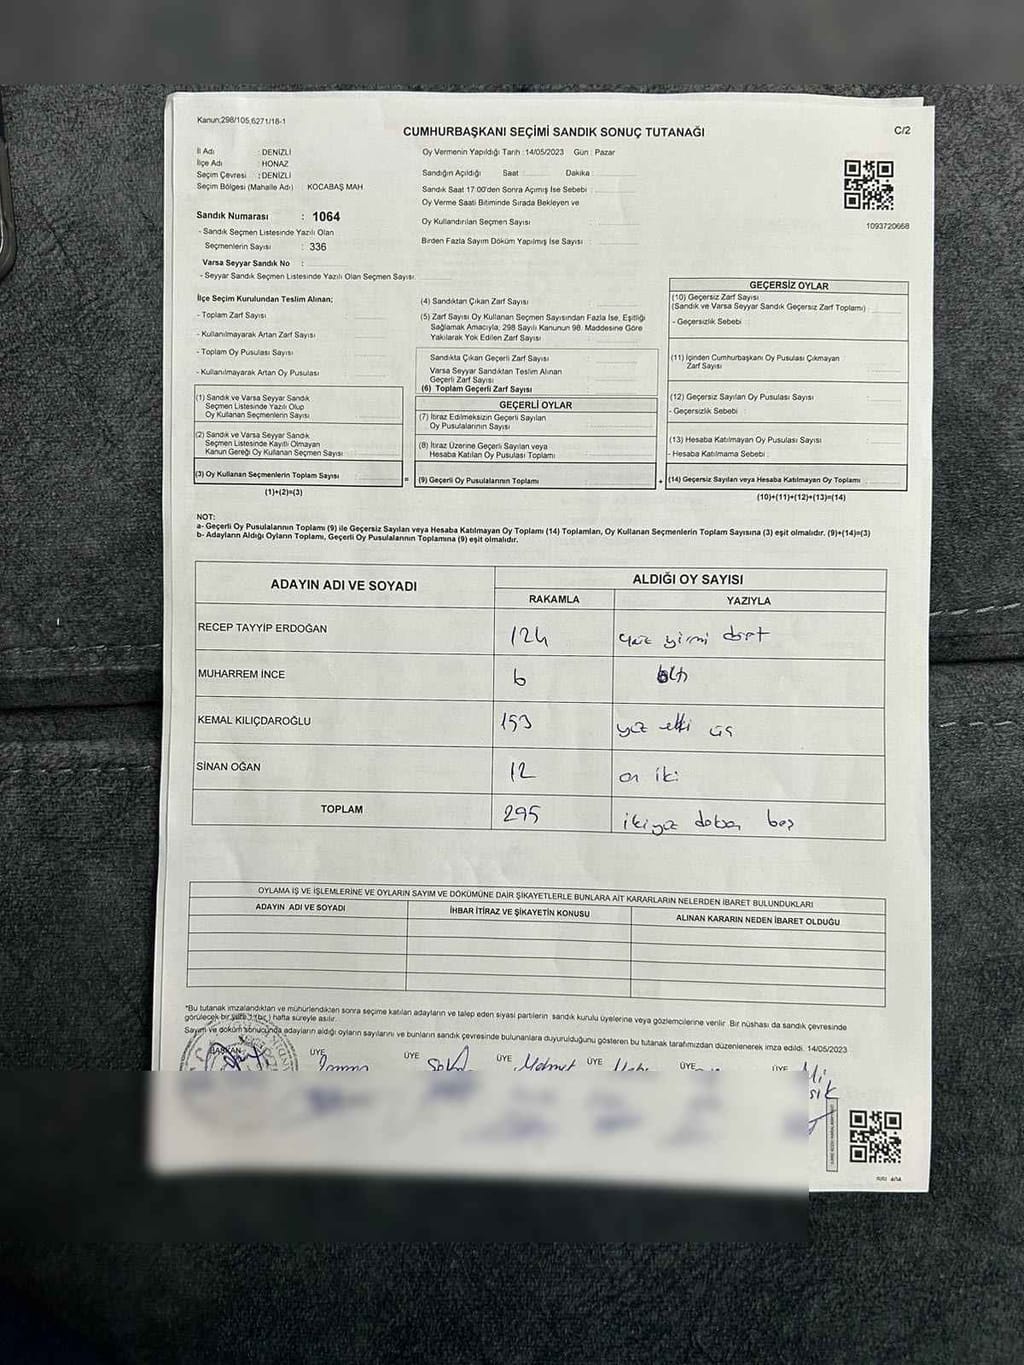 Kanun:298/105,6271/18-1
CUMHURBAŞKANI SEÇİMİ SANDIK SONUÇ TUTANAĞI
C/2
İl Adı : DENİZLİ
İlçe Adı : HONAZ
Seçim Çevresi : DENİZLİ
Seçim Bölgesi (Mahalle Adı) KOCABAŞ MAH
Oy Vermenin Yapıldığı Tarih : 14/05/2023 Gün : Pazar
Sandığın Açıldığı Saat Dakika
Sandık Saat 17:00'den Sonra Açımış İse Sebebi :
Oy Verme Saati Bitiminde Sırada Bekleyen ve
Oy Kullandırılan Seçmen Sayısı
Birden Fazla Sayım Döküm Yapılmış İse Sayısı :
1093720668
Sandık Numarası : 1064
- Sandık Seçmen Listesinde Yazılı Olan
Seçmenlerin Sayısı : 336
Varsa Seyyar Sandık No :
- Seyyar Sandık Seçmen Listesinde Yazılı Olan Seçmen Sayısı:
İlçe Seçim Kurulundan Teslim Alınan;
- Toplam Zarf Sayısı
- Kullanılmayarak Artan Zarf Sayısı
- Toplam Oy Pusulası Sayısı
- Kullanılmayarak Artan Oy Pusulası
(1) Sandık ve Varsa Seyyar Sandık
Seçmen Listesinde Yazılı Olup
Oy Kullanan Seçmenlerin Sayısı
(2) Sandık ve Varsa Seyyar Sandık
Seçmen Listesinde Kayıtlı Olmayan
Kanun Gereği Oy Kullanan Seçmen Sayısı
(3) Oy Kullanan Seçmenlerin Toplam Sayısı
(1)+(2)=(3)
(4) Sandıktan Çıkan Zarf Sayısı
(5) Zarf Sayısı Oy Kullanan Seçmen Sayısından Fazla İse, Eşitliği
Sağlamak Amacıyla, 298 Sayılı Kanunun 98. Maddesine Göre
Yakılarak Yok Edilen Zarf Sayısı
Sandıkta Çıkan Geçerli Zarf Sayısı
Varsa Seyyar Sandıktan Teslim Alınan
Geçerli Zarf Sayısı
(6) Toplam Geçerli Zarf Sayısı
GEÇERLİ OYLAR
(7) İtiraz Edilmeksizin Geçerli Sayılan
Oy Pusulalarının Sayısı
(8) İtiraz Üzerine Geçerli Sayılan veya
Hesaba Katılan Oy Pusulası Toplamı
= (9) Geçerli Oy Pusulalarının Toplamı
GEÇERSİZ OYLAR
(10) Geçersiz Zarf Sayısı
(Sandık ve Varsa Seyyar Sandık Geçersiz Zarf Toplamı)
- Geçersizlik Sebebi :
(11) İçinden Cumhurbaşkanı Oy Pusulası Çıkmayan
Zarf Sayısı
(12) Geçersiz Sayılan Oy Pusulası Sayısı
- Geçersizlik Sebebi :
(13) Hesaba Katılmayan Oy Pusulası Sayısı
- Hesaba Katılmama Sebebi :
+ (14) Geçersiz Sayılan veya Hesaba Katılmayan Oy Toplamı
(10)+(11)+(12)+(13)=(14)
NOT:
a- Geçerli Oy Pusulalarının Toplamı (9) ile Geçersiz Sayılan veya Hesaba Katılmayan Oy Toplamı (14) Toplamları, Oy Kullanan Seçmenlerin Toplam Sayısına (3) eşit olmalıdır. (9)+(14)=(3)
b- Adayların Aldığı Oyların Toplamı, Geçerli Oy Pusulalarının Toplamına (9) eşit olmalıdır.
ADAYIN ADI VE SOYADI
ALDIĞI OY SAYISI
RAKAMLA YAZIYLA
RECEP TAYYİP ERDOĞAN 124 yüz yirmi dört
MUHARREM İNCE 6 altı
KEMAL KILIÇDAROĞLU 153 yüz elli üç
SİNAN OĞAN 12 on iki
TOPLAM 295 ikiyüz doksan beş
OYLAMA İŞ VE İŞLEMLERİNE VE OYLARIN SAYIM VE DÖKÜMÜNE DAİR ŞİKAYETLERLE BUNLARA AİT KARARLARIN NELERDEN İBARET BULUNDUKLARI
ADAYIN ADI VE SOYADI İHBAR İTİRAZ VE ŞİKAYETİN KONUSU ALINAN KARARIN NEDEN İBARET OLDUĞU
*Bu tutanak imzalandıktan ve mühürlendikten sonra seçime katılan adayların ve talep eden siyasi partilerin sandık kurulu üyelerine veya gözlemcilerine verilir. Bir nüshası da sandık çevresinde
görülecek bir yere 1 (bir) hafta süreyle asılır.
Sayım ve döküm sonucunda adayların aldığı oyların sayılarını ve bunların sandık çevresinde bulunanlara duyurulduğunu gösteren bu tutanak tarafımızdan düzenlenerek imza edildi. 14/05/2023
BAŞKAN ÜYE ÜYE ÜYE Mehmet ÜYE ÜYE ÜYE